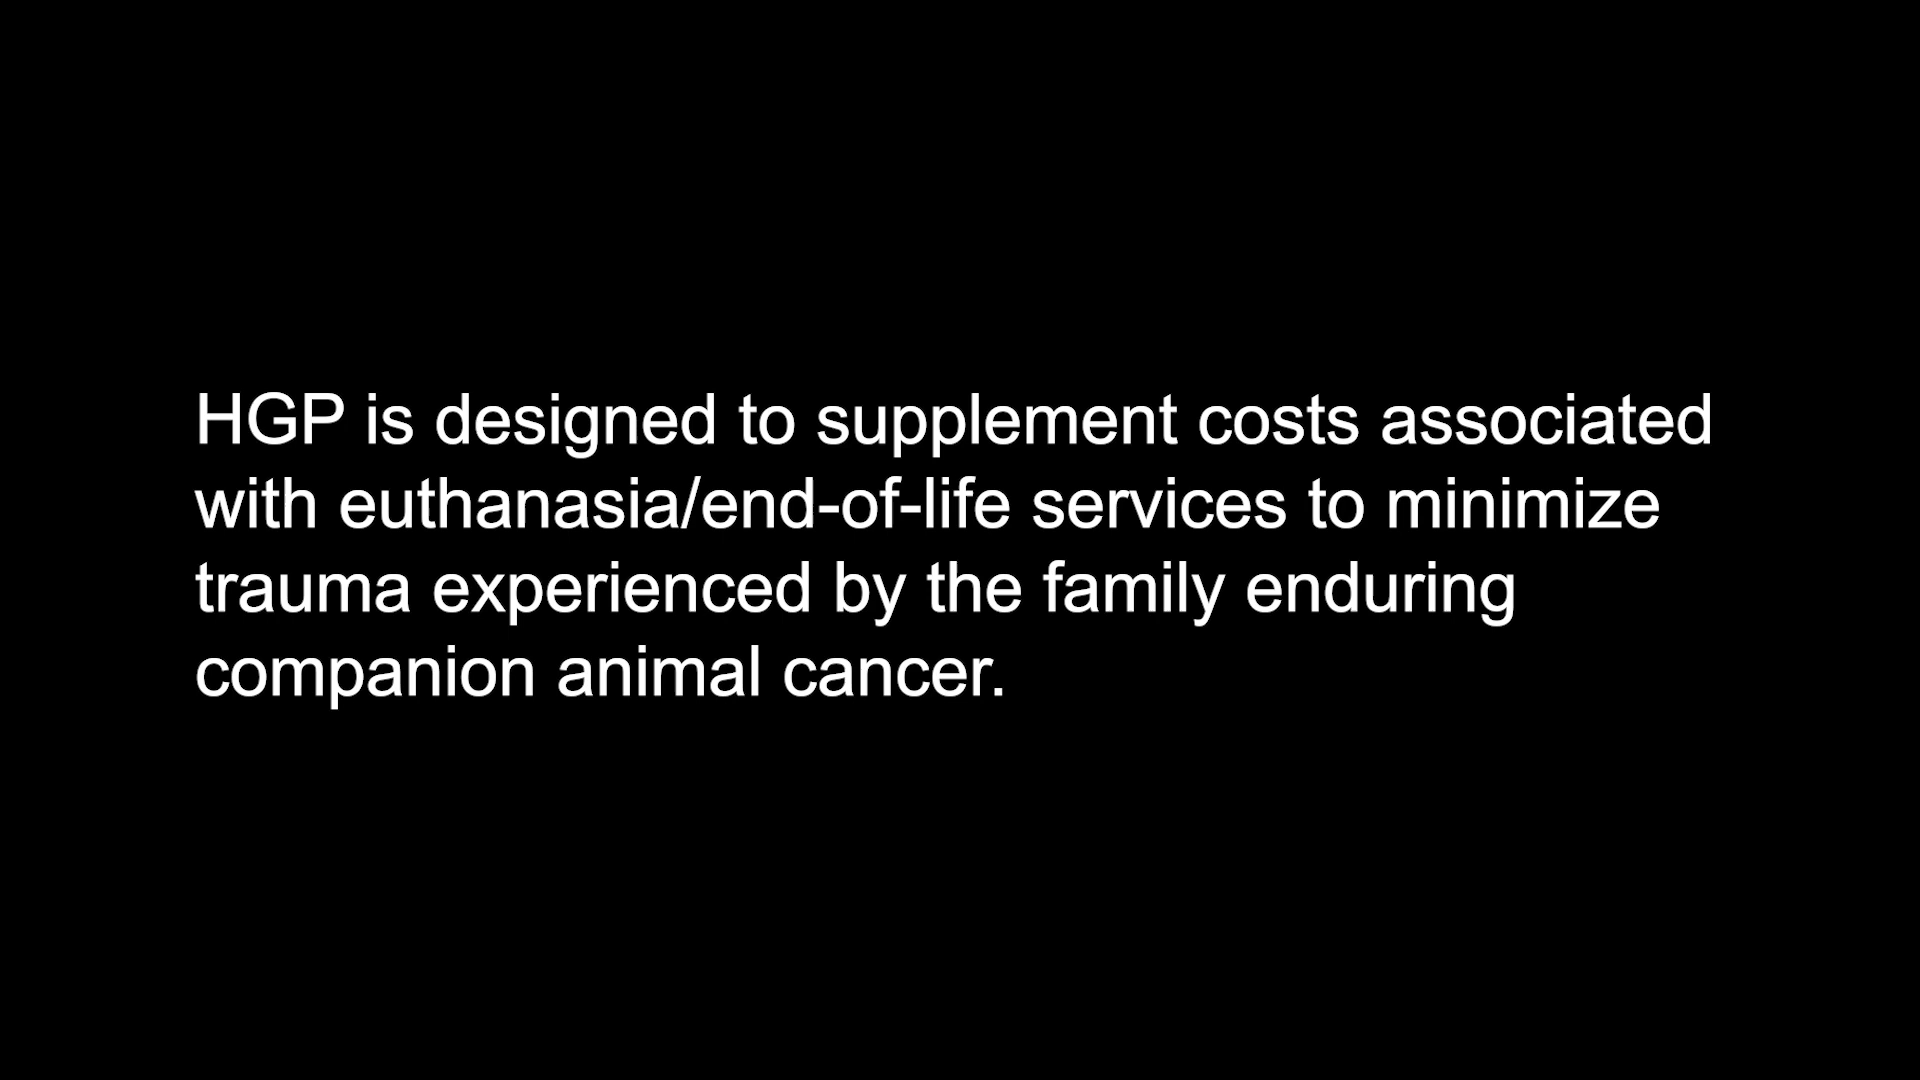 HGP is designed to supplement costs associated
with euthanasia/end-of-life services to minimize
trauma experienced by the family enduring
companion animal cancer.